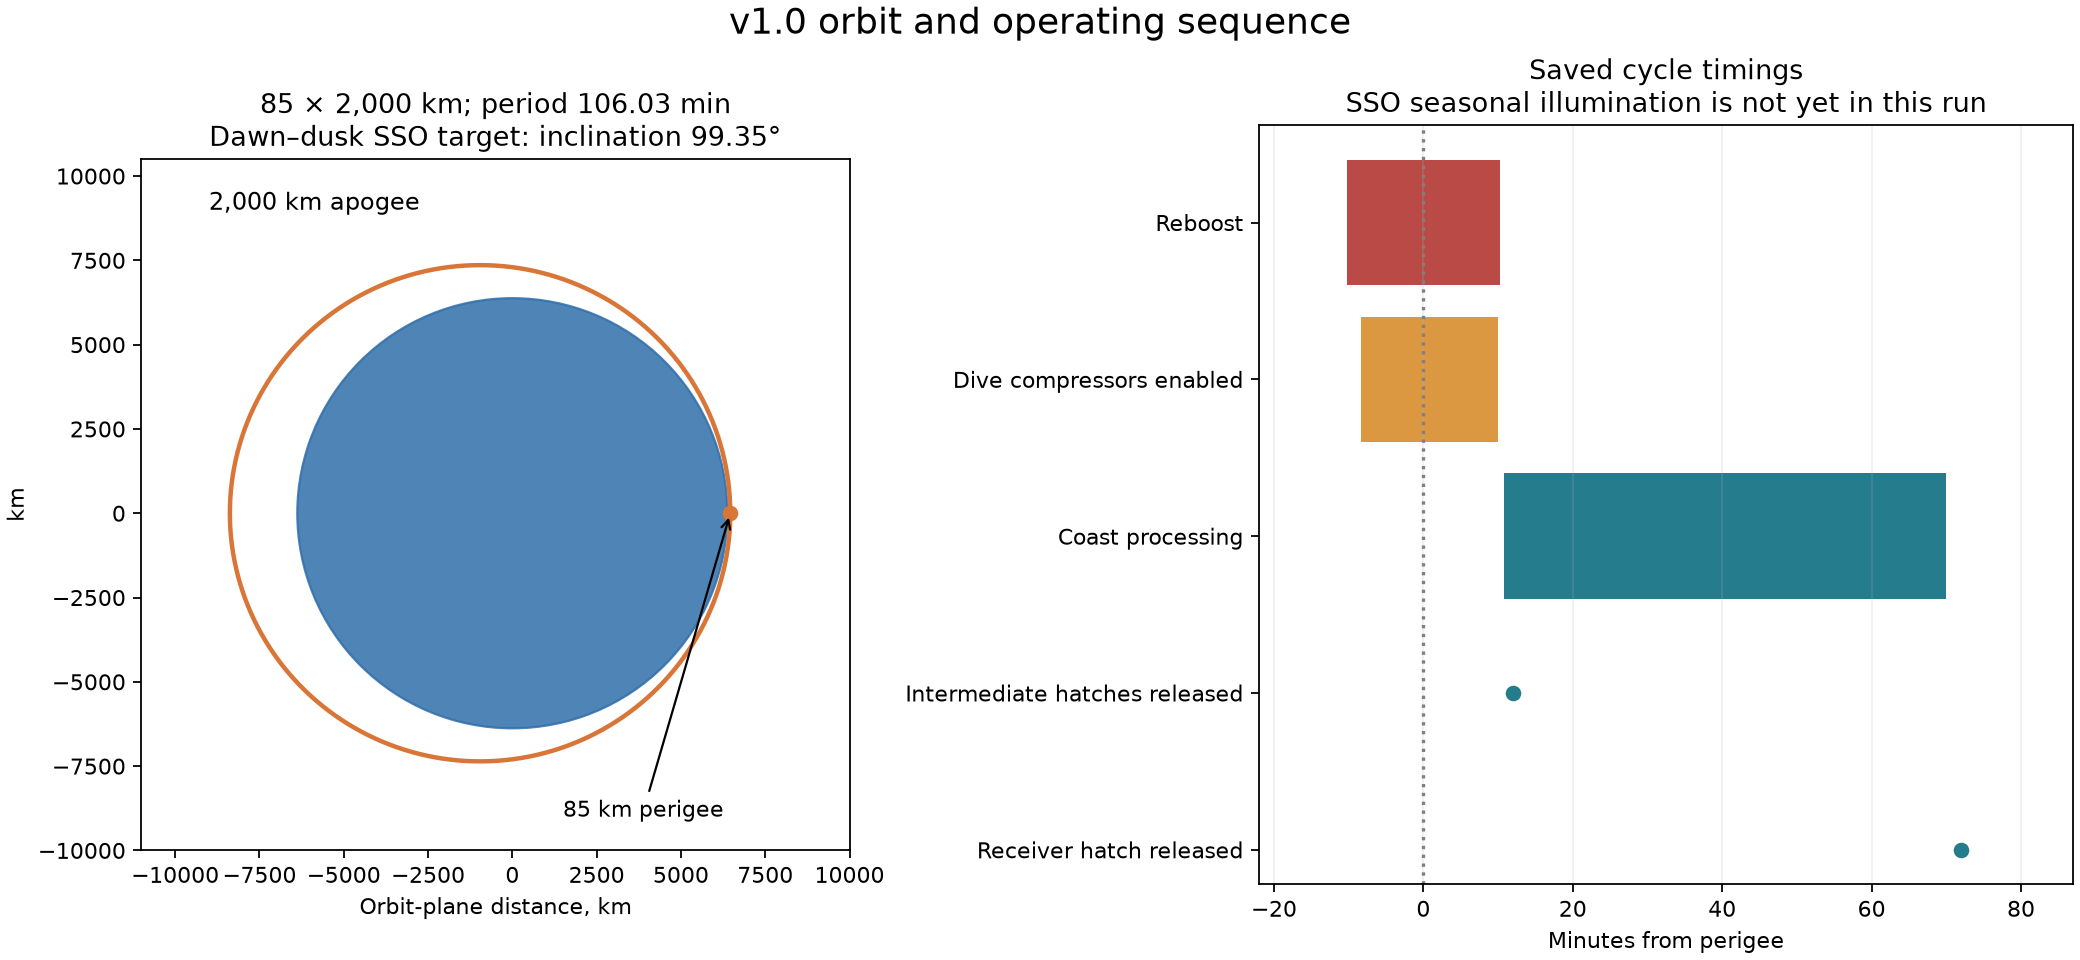 v1.0 orbit and operating sequence
85 × 2,000 km; period 106.03 min
Dawn–dusk SSO target: inclination 99.35°
2,000 km apogee
85 km perigee
10000
7500
5000
2500
0
−2500
−5000
−7500
−10000
km
−10000
−7500
−5000
−2500
0
2500
5000
7500
10000
Orbit-plane distance, km
Saved cycle timings
SSO seasonal illumination is not yet in this run
Reboost
Dive compressors enabled
Coast processing
Intermediate hatches released
Receiver hatch released
−20
0
20
40
60
80
Minutes from perigee